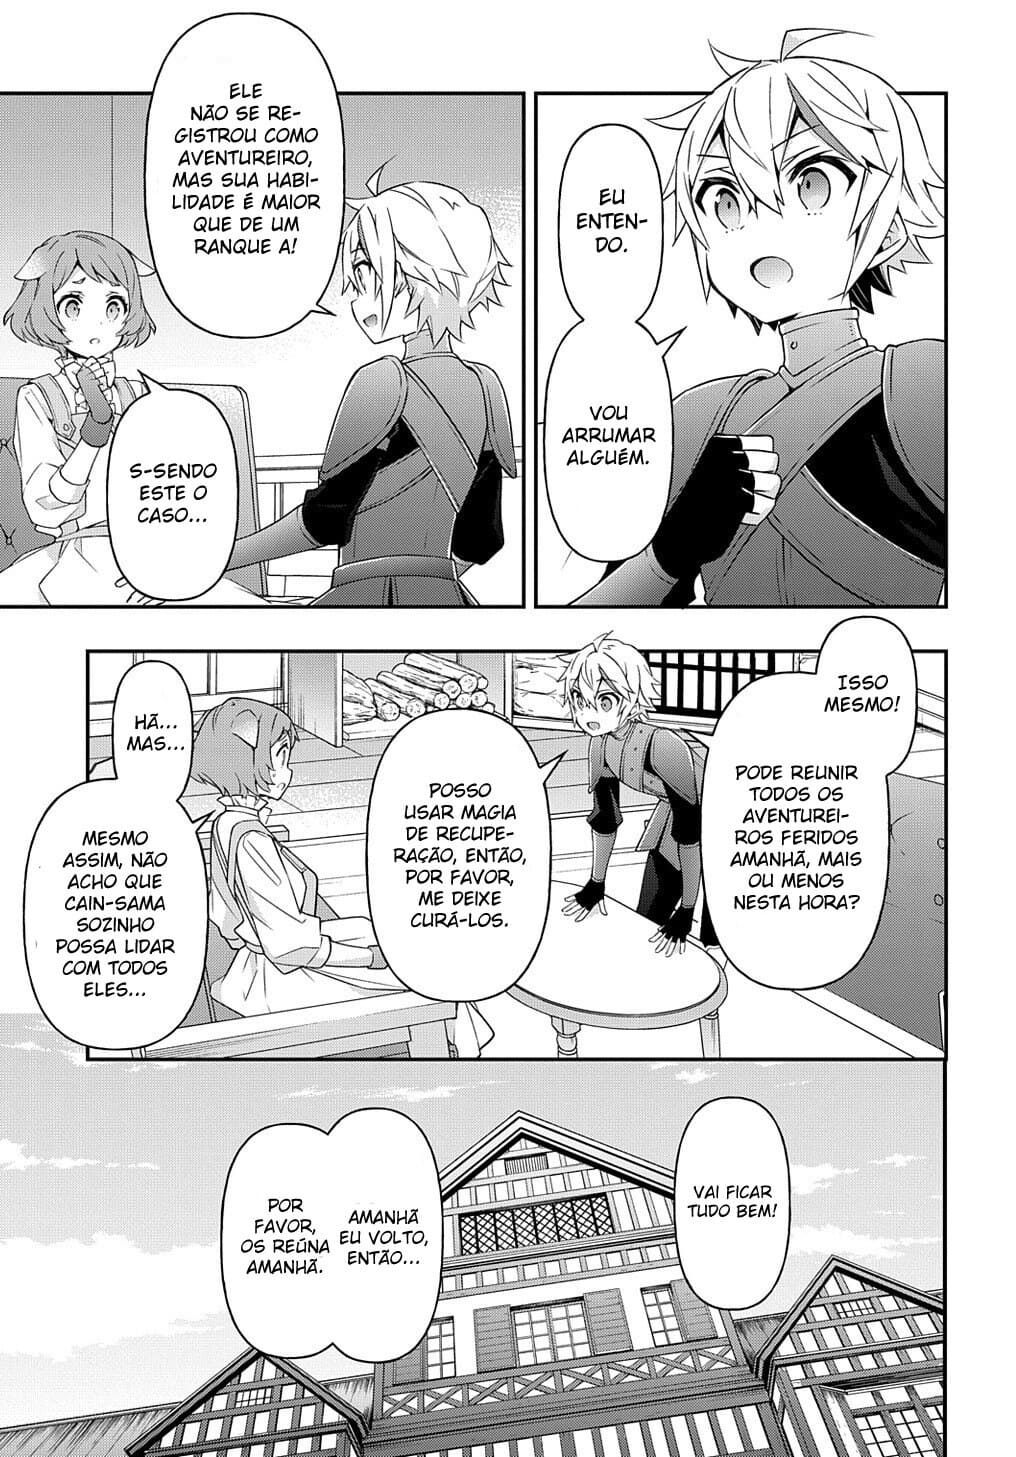 EU
ENTEN-
DO.
VOU
ARRUMAR
ALGUÉM.
ELE
NÃO SE RE-
GISTROU COMO
AVENTUREIRO,
MAS SUA HABI-
LIDADE É MAIOR
QUE DE UM
RANQUE A!
S-SENDO
ESTE O
CASO...
ISSO
MESMO!
PODE REUNIR
TODOS OS
AVENTUREI-
ROS FERIDOS
AMANHÃ, MAIS
OU MENOS
NESTA HORA?
POSSO
USAR MAGIA
DE RECUPE-
RAÇÃO, ENTÃO,
POR FAVOR,
ME DEIXE
CURÁ-LOS.
HÃ...
MAS...
MESMO
ASSIM, NÃO
ACHO QUE
CAIN-SAMA
SOZINHO
POSSA LIDAR
COM TODOS
ELES...
VAI FICAR
TUDO BEM!
AMANHÃ
EU VOLTO,
ENTÃO...
POR
FAVOR,
OS REÚNA
AMANHÃ.